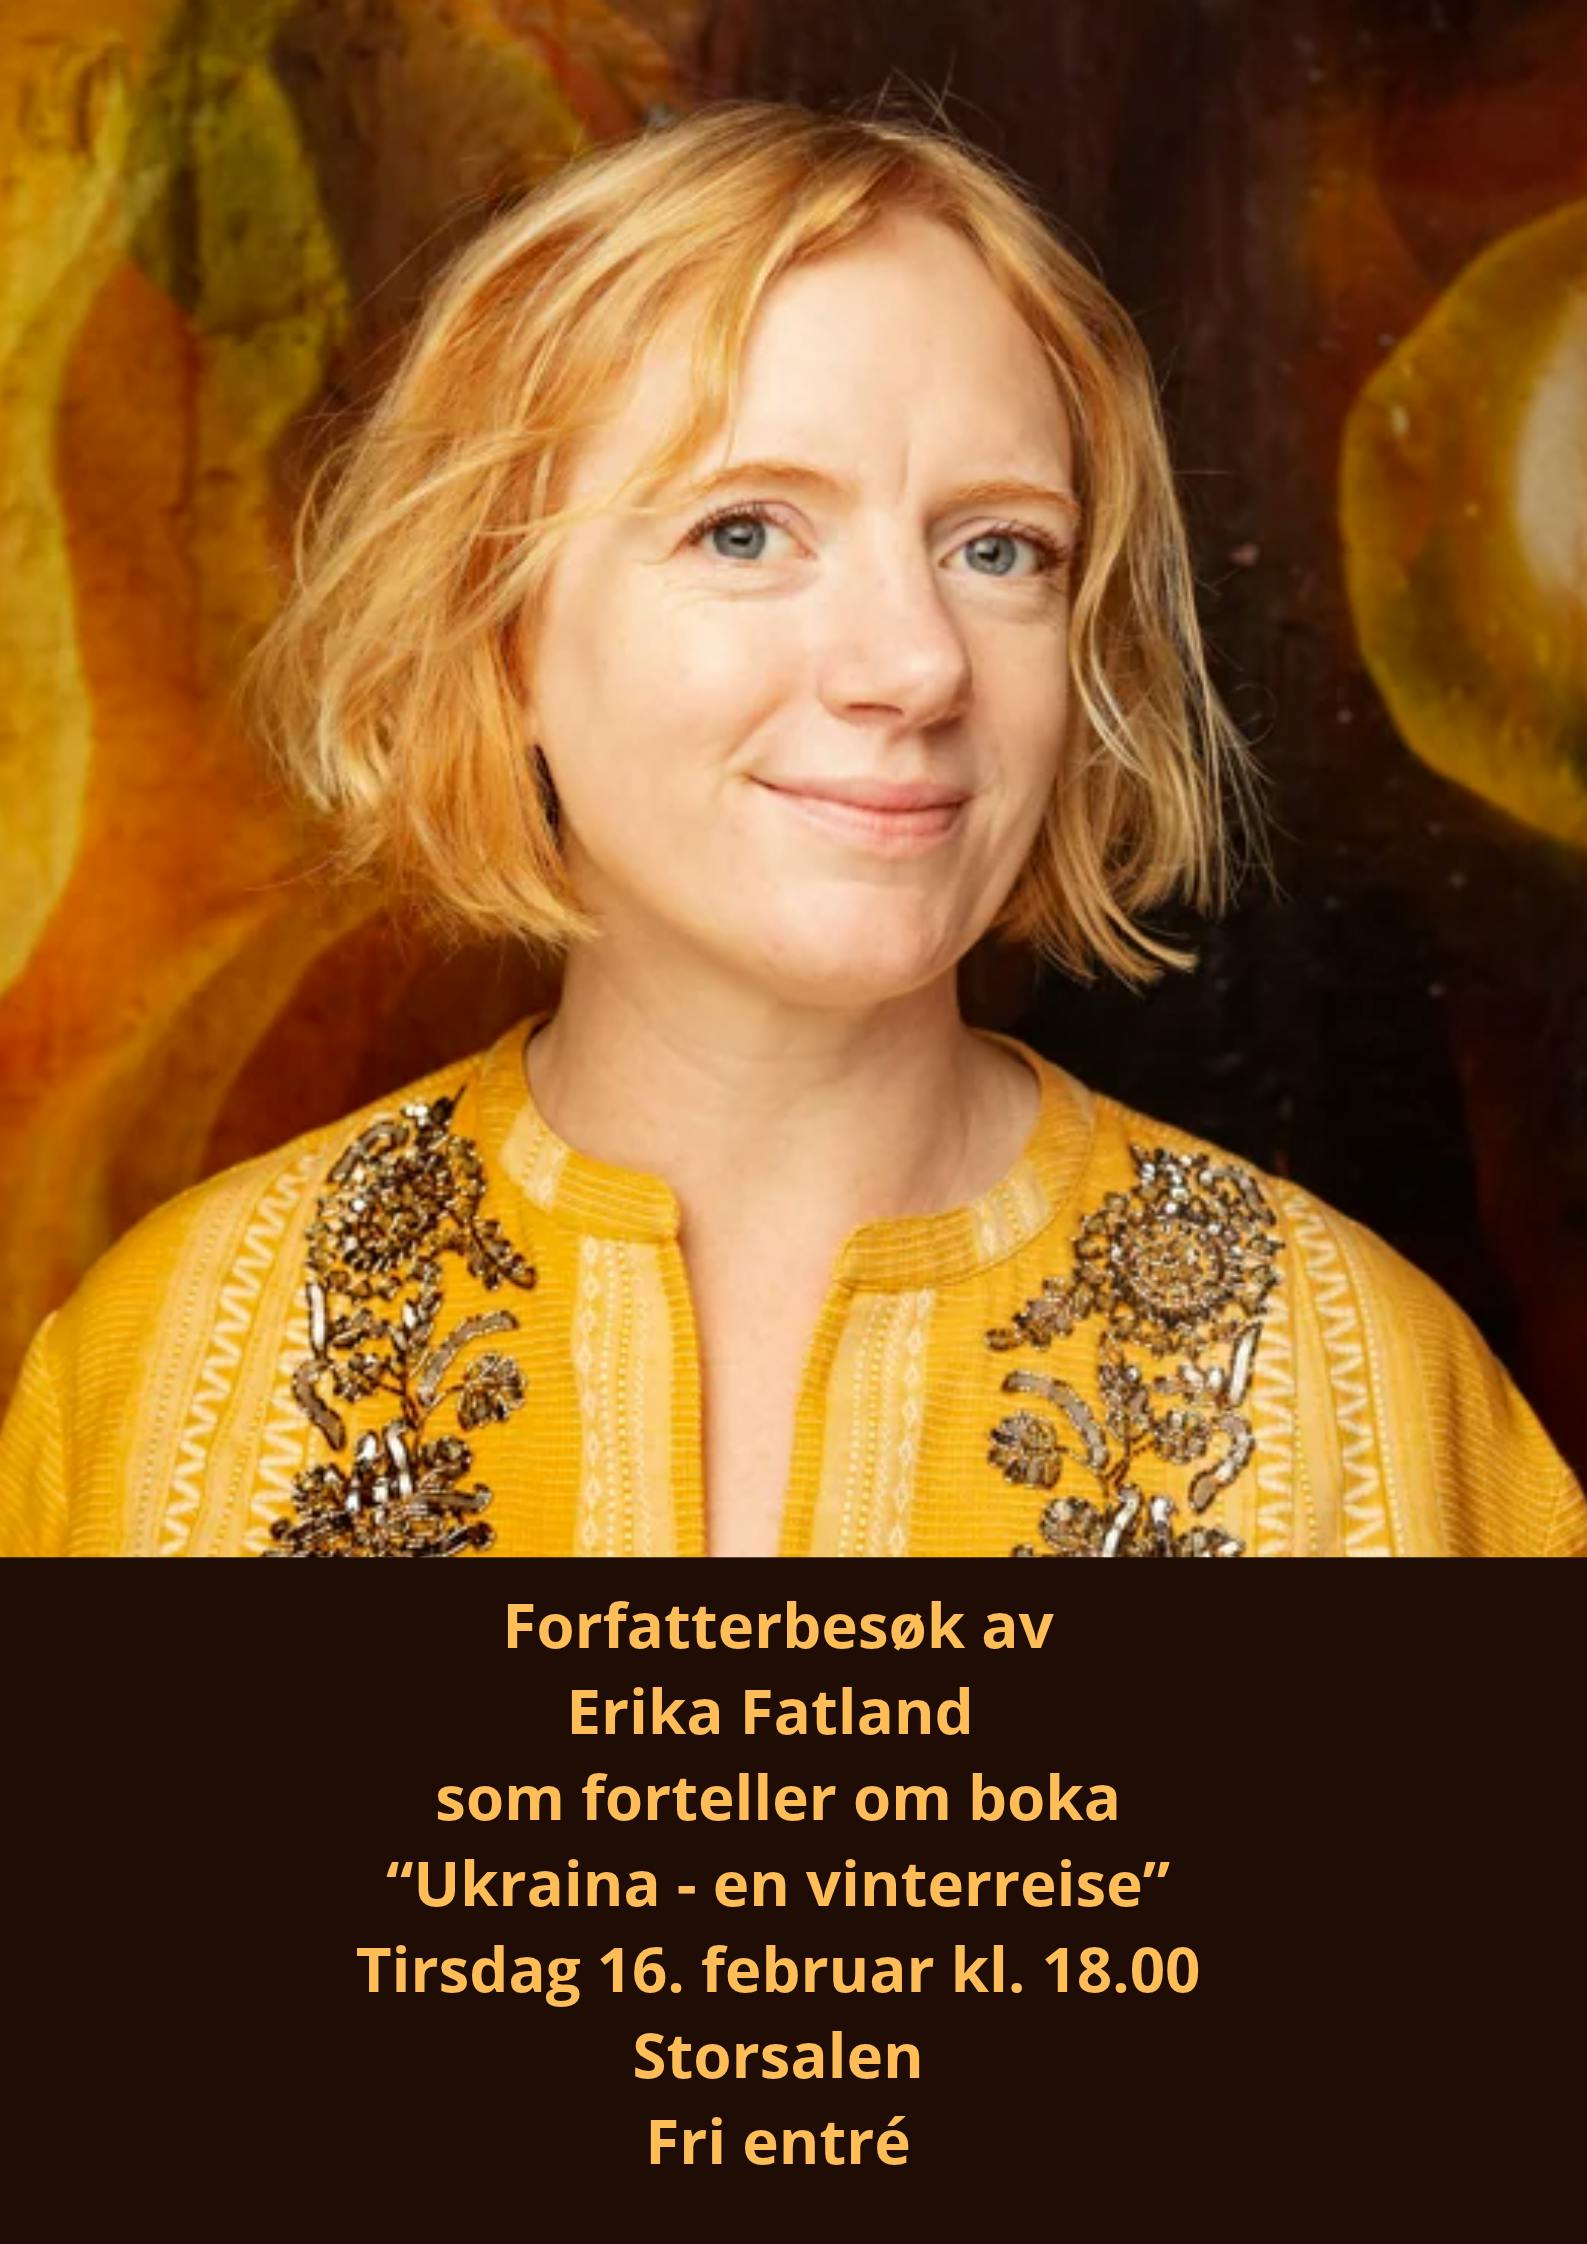 Forfatterbesøk av
Erika Fatland
som forteller om boka
“Ukraina - en vinterreise”
Tirsdag 16. februar kl. 18.00
Storsalen
Fri entré